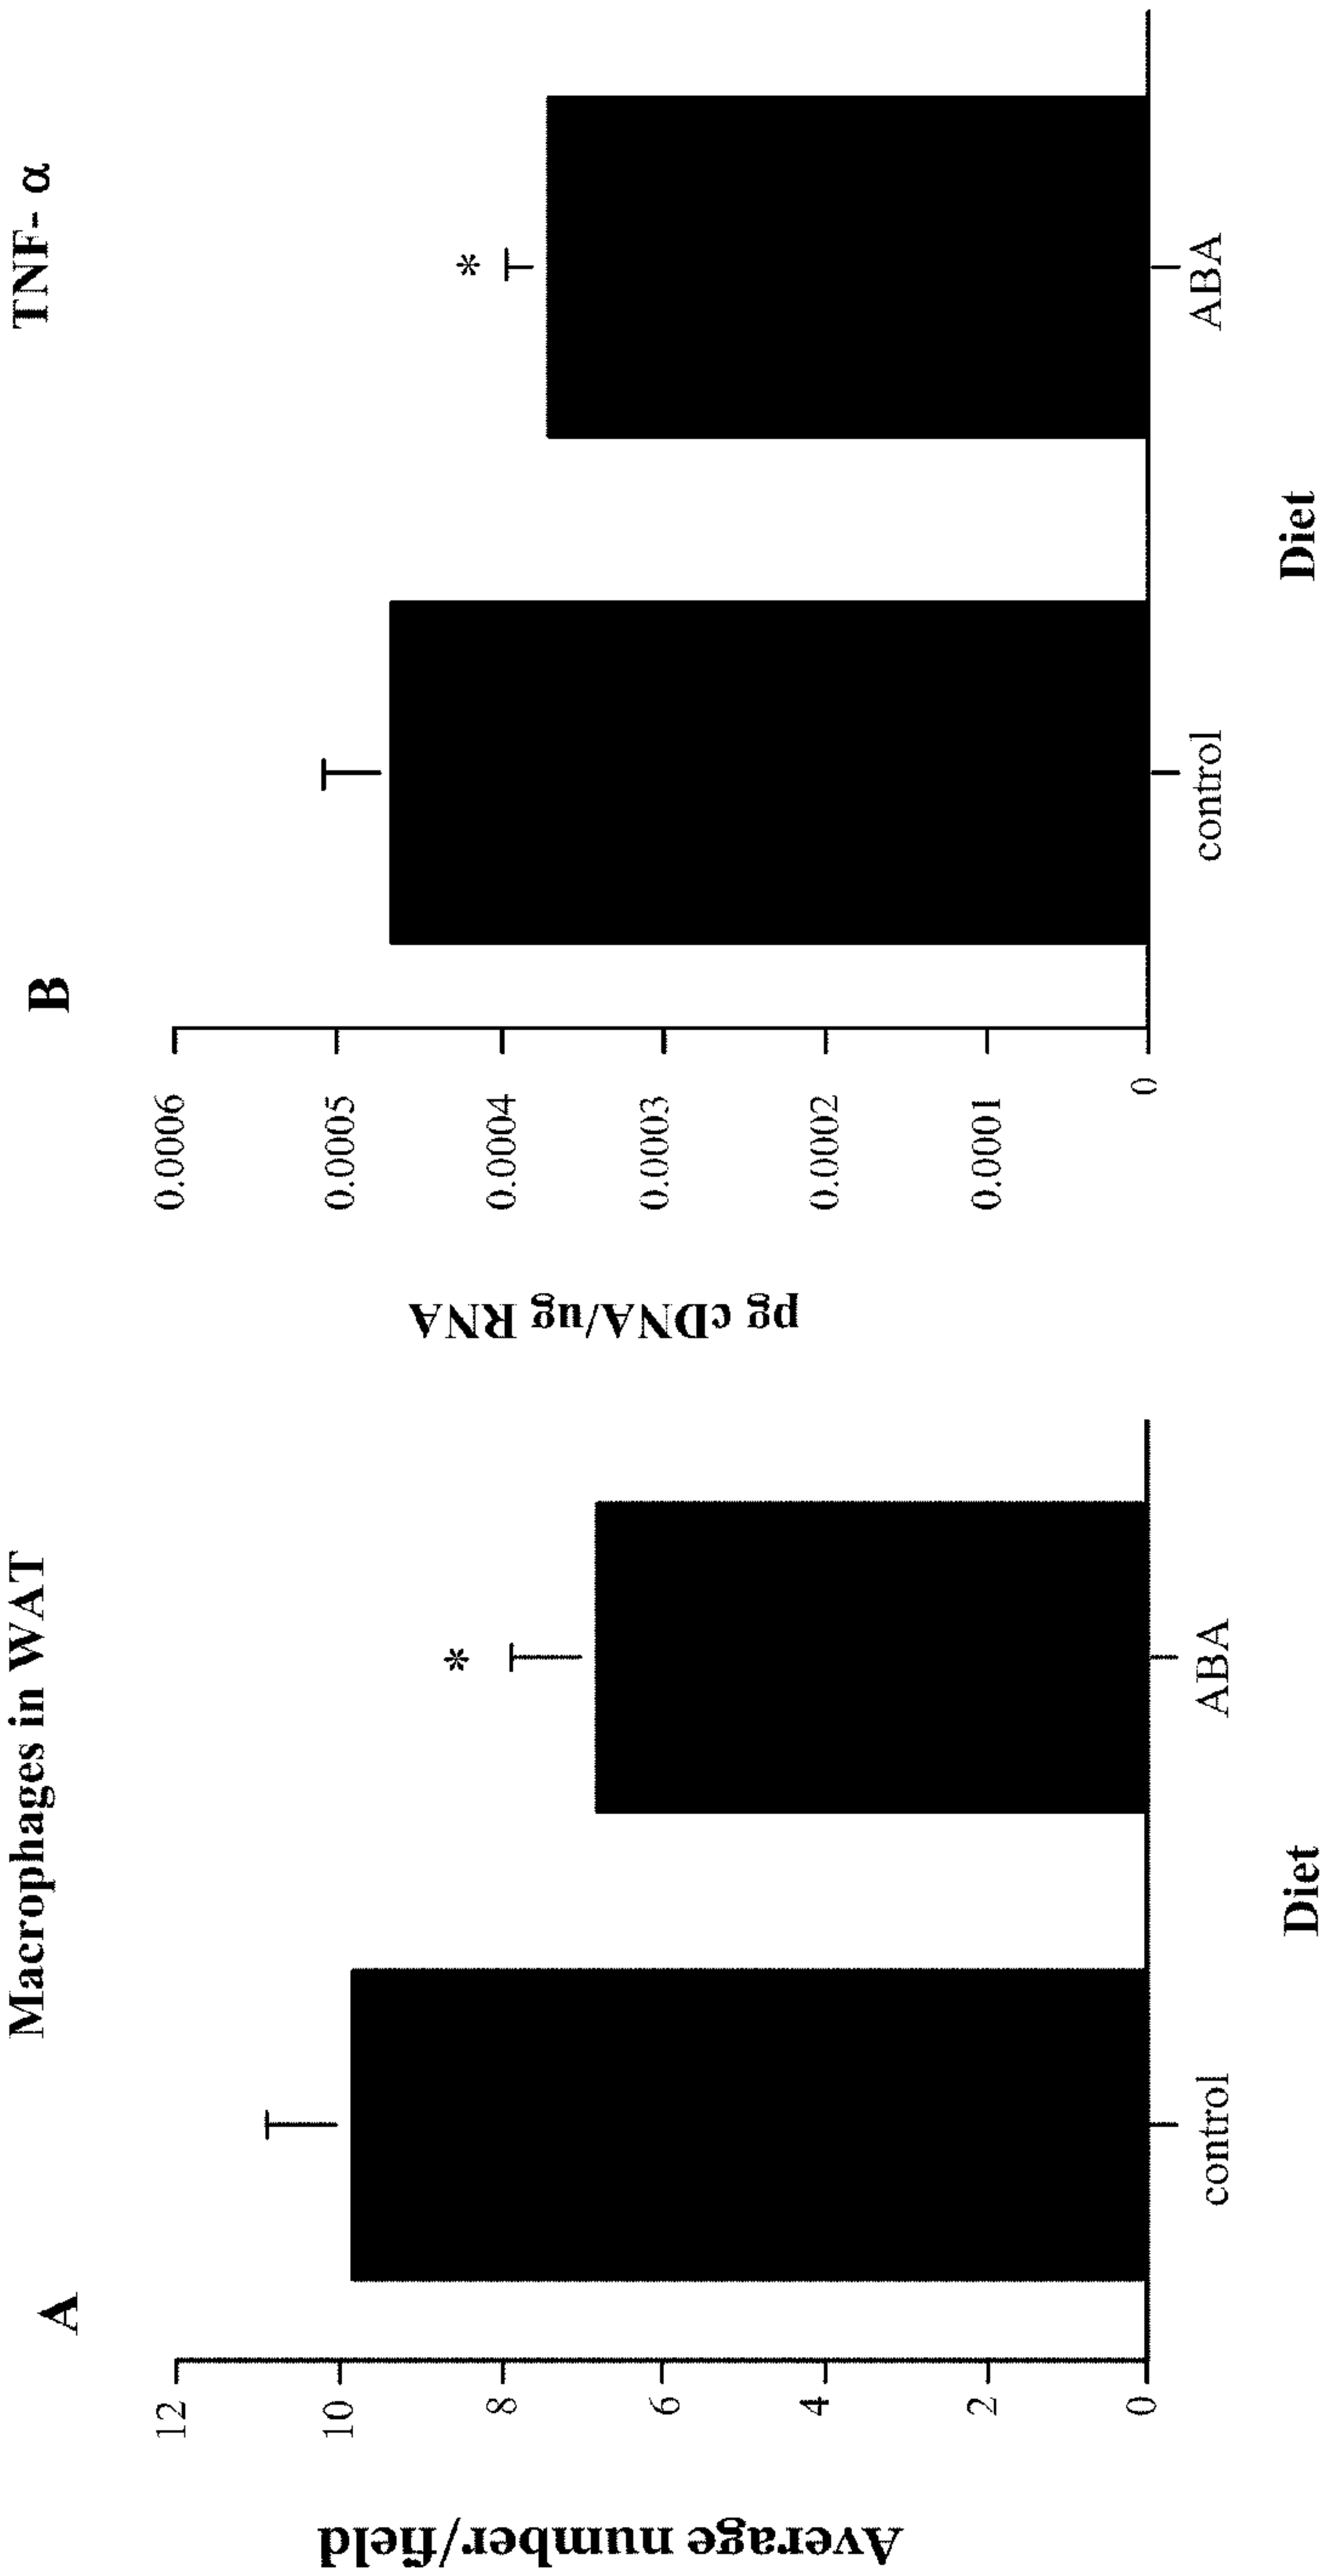 A
Macrophages in WAT
Average number/field
12
10
8
6
4
2
0
*
control
ABA
Diet
B
TNF- α
pg cDNA/ug RNA
0.0006
0.0005
0.0004
0.0003
0.0002
0.0001
0
*
control
ABA
Diet